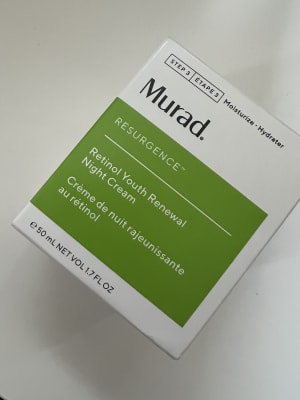 STEP 3 | ÉTAPE 3
Moisturize • Hydrater
Murad.
RESURGENCE™
Retinol Youth Renewal
Night Cream
Crème de nuit rajeunissante
au rétinol
℮ 50 mL NET VOL 1.7 FL OZ